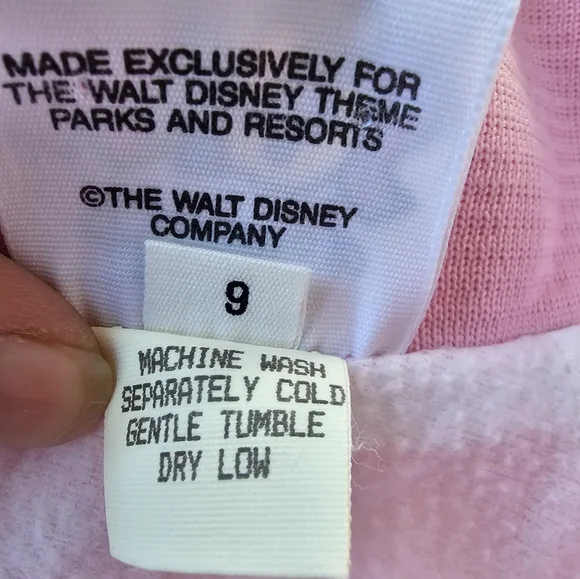 MADE EXCLUSIVELY FOR
THE WALT DISNEY THEME
PARKS AND RESORTS
©THE WALT DISNEY
COMPANY
9
MACHINE WASH
SEPARATELY COLD
GENTLE TUMBLE
DRY LOW